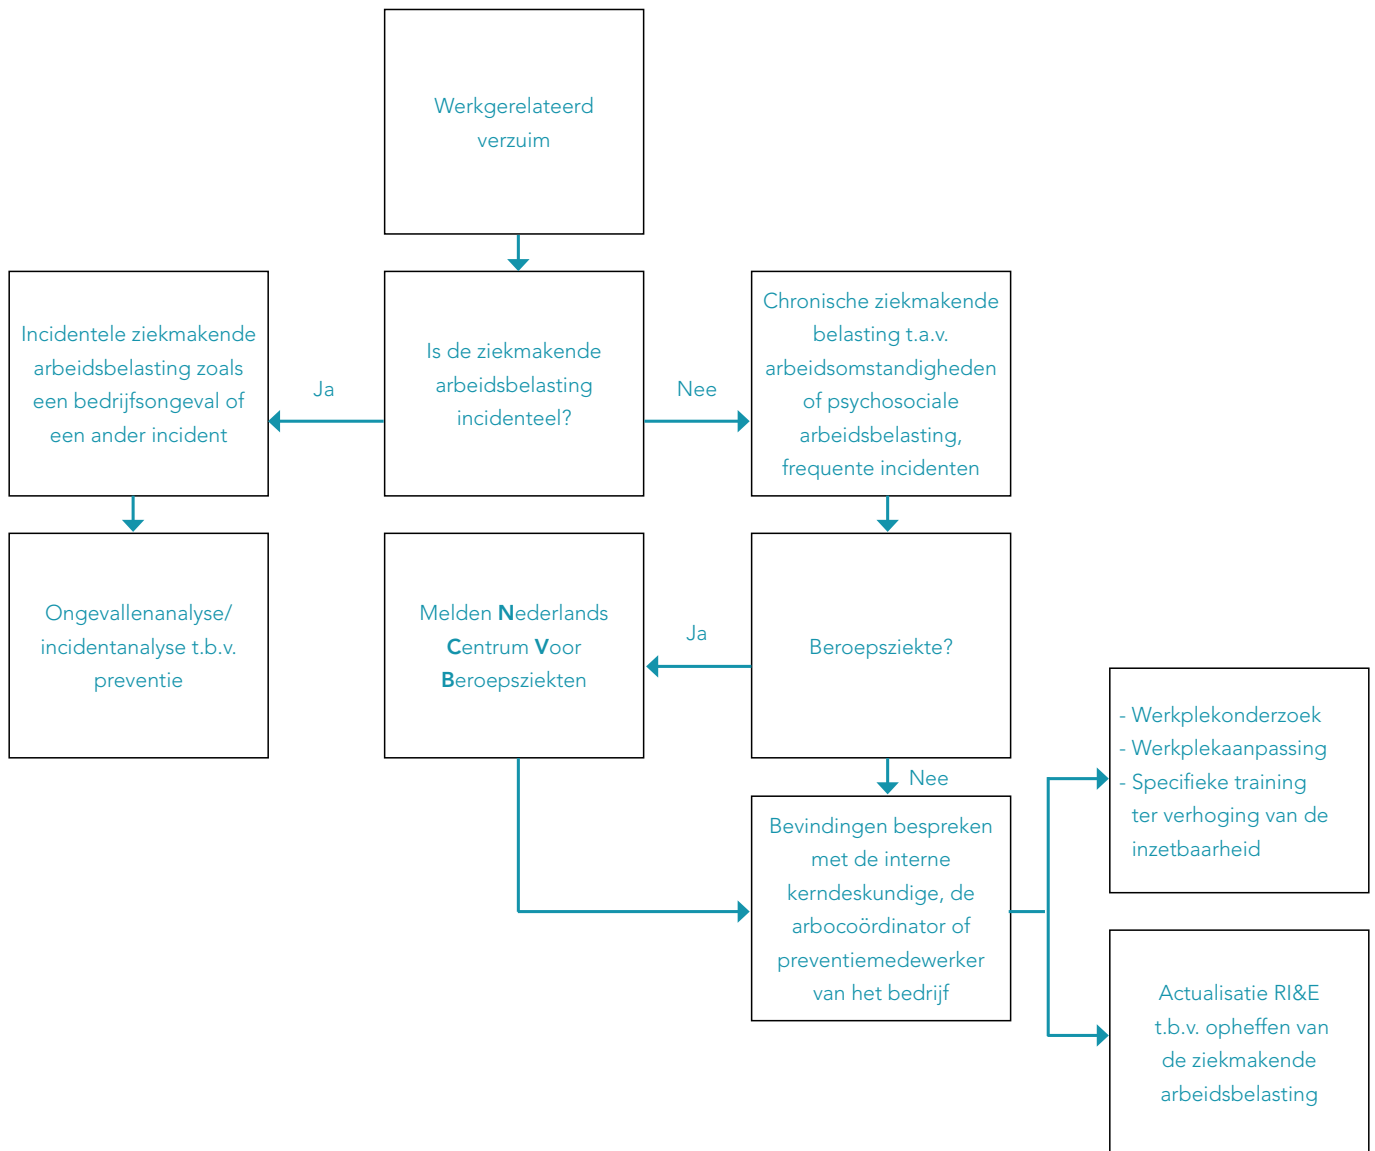 Werkgerelateerd
verzuim
Incidentele ziekmakende
arbeidsbelasting zoals
een bedrijfsongeval of
een ander incident
Ja
Is de ziekmakende
arbeidsbelasting
incidenteel?
Nee
Chronische ziekmakende
belasting t.a.v.
arbeidsomstandigheden
of psychosociale
arbeidsbelasting,
frequente incidenten
Ongevallenanalyse/
incidentanalyse t.b.v.
preventie
Melden Nederlands
Centrum Voor
Beroepsziekten
Ja
Beroepsziekte?
Nee
Bevindingen bespreken
met de interne
kerndeskundige, de
arbocoördinator of
preventiemedewerker
van het bedrijf
- Werkplekonderzoek
- Werkplekaanpassing
- Specifieke training
ter verhoging van de
inzetbaarheid
Actualisatie RI&E
t.b.v. opheffen van
de ziekmakende
arbeidsbelasting